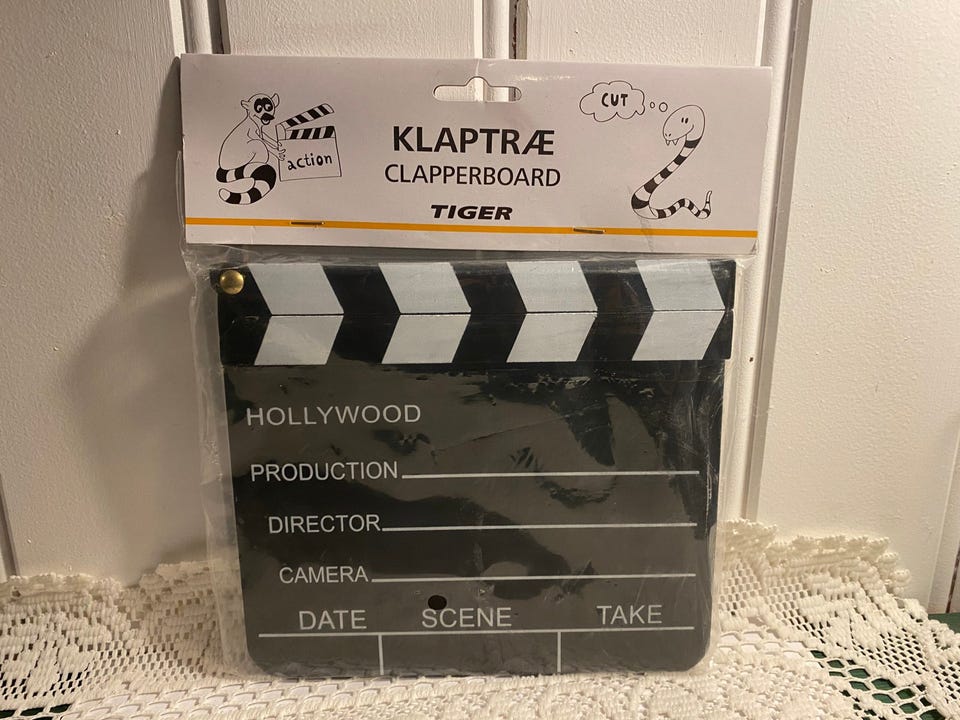 CUT
action
KLAPTRÆ
CLAPPERBOARD
TIGER
HOLLYWOOD
PRODUCTION
DIRECTOR
CAMERA
DATE SCENE TAKE